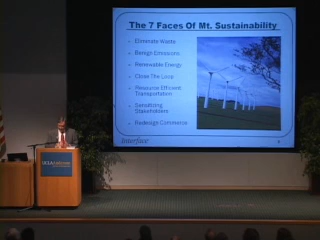 The 7 Faces Of Mt. Sustainability
- Eliminate Waste
- Benign Emissions
- Renewable Energy
- Close The Loop
- Resource Efficient
Transportation
- Sensitizing
Stakeholders
- Redesign Commerce
Interface
UCLA